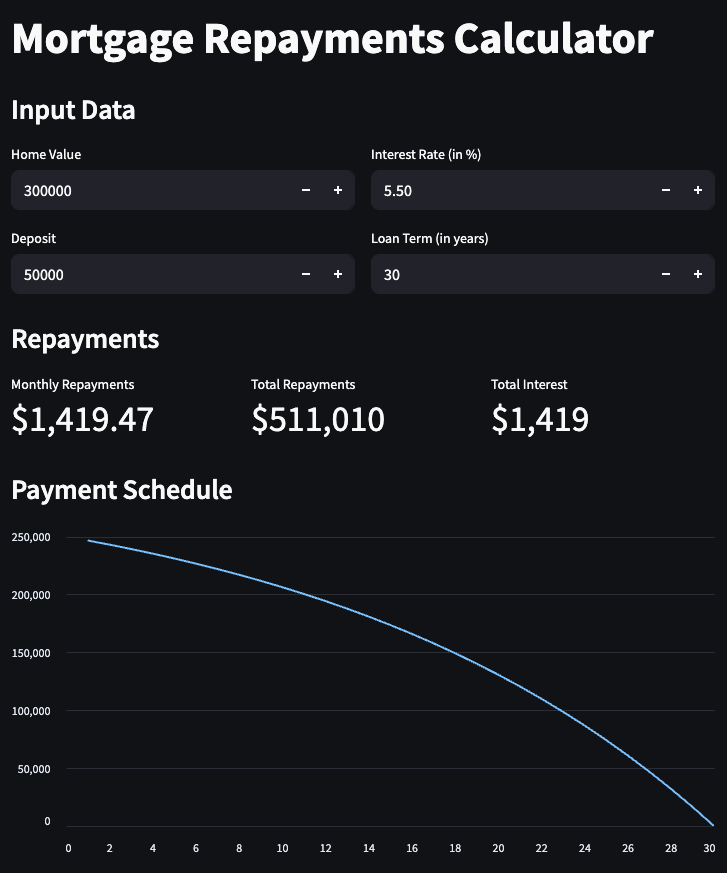 Mortgage Repayments Calculator
Input Data
Home Value
Interest Rate (in %)
300000 − +
5.50 − +
Deposit
Loan Term (in years)
50000 − +
30 − +
Repayments
Monthly Repayments
Total Repayments
Total Interest
$1,419.47
$511,010
$1,419
Payment Schedule
250,000
200,000
150,000
100,000
50,000
0
0 2 4 6 8 10 12 14 16 18 20 22 24 26 28 30